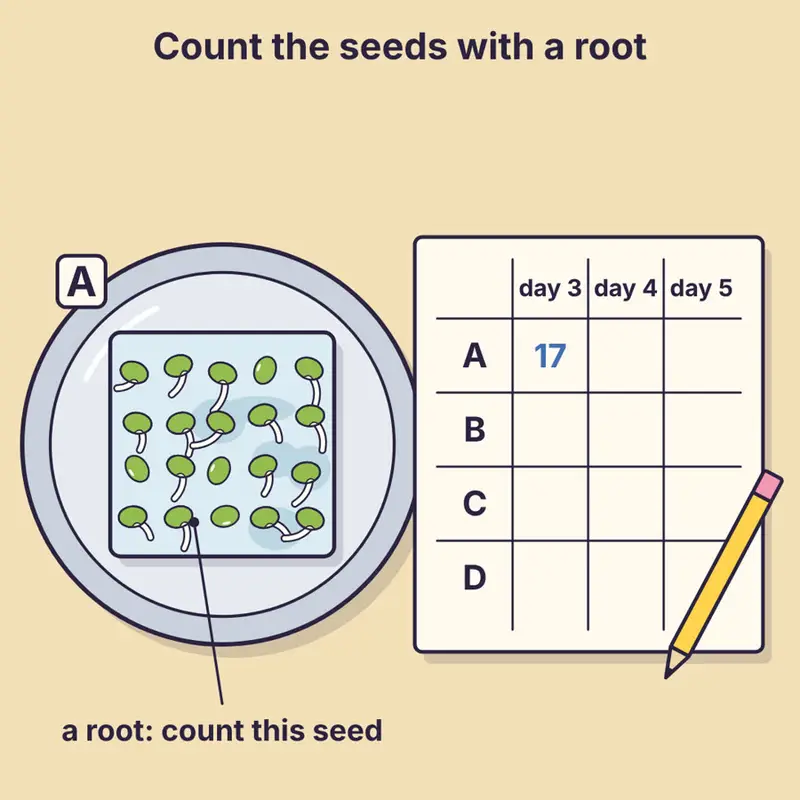 Count the seeds with a root
A
day 3 day 4 day 5
A 17
B
C
D
a root: count this seed